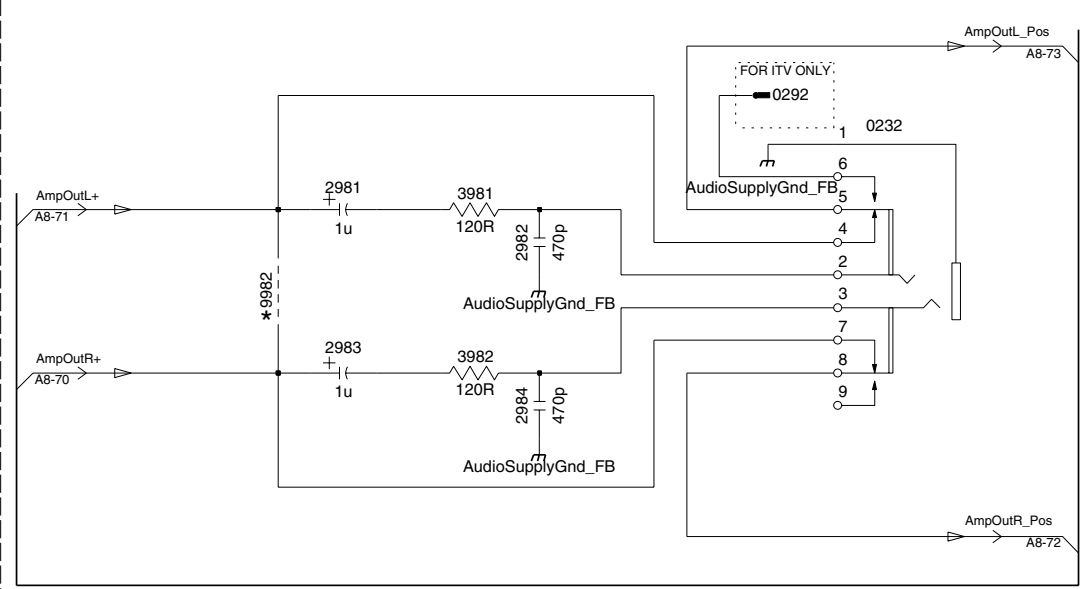 AmpOutL_Pos
A8-73
FOR ITV ONLY
0292
1 0232
6
AudioSupplyGnd_FB
5
4
2
3
7
8
9
AmpOutL+
A8-71
2981
+
1u
3981
120R
2982
470p
AudioSupplyGnd_FB
*9982
AmpOutR+
A8-70
2983
+
1u
3982
120R
2984
470p
AudioSupplyGnd_FB
AmpOutR_Pos
A8-72